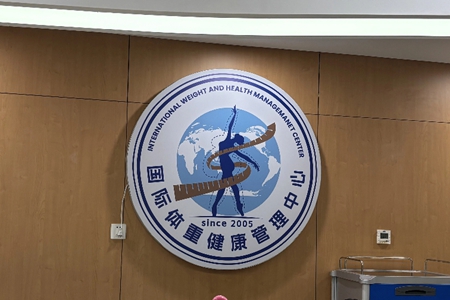 INTERNATIONAL WEIGHT AND HEALTH MANAGEMANET CENTER
since 2005
国际体重健康管理中心